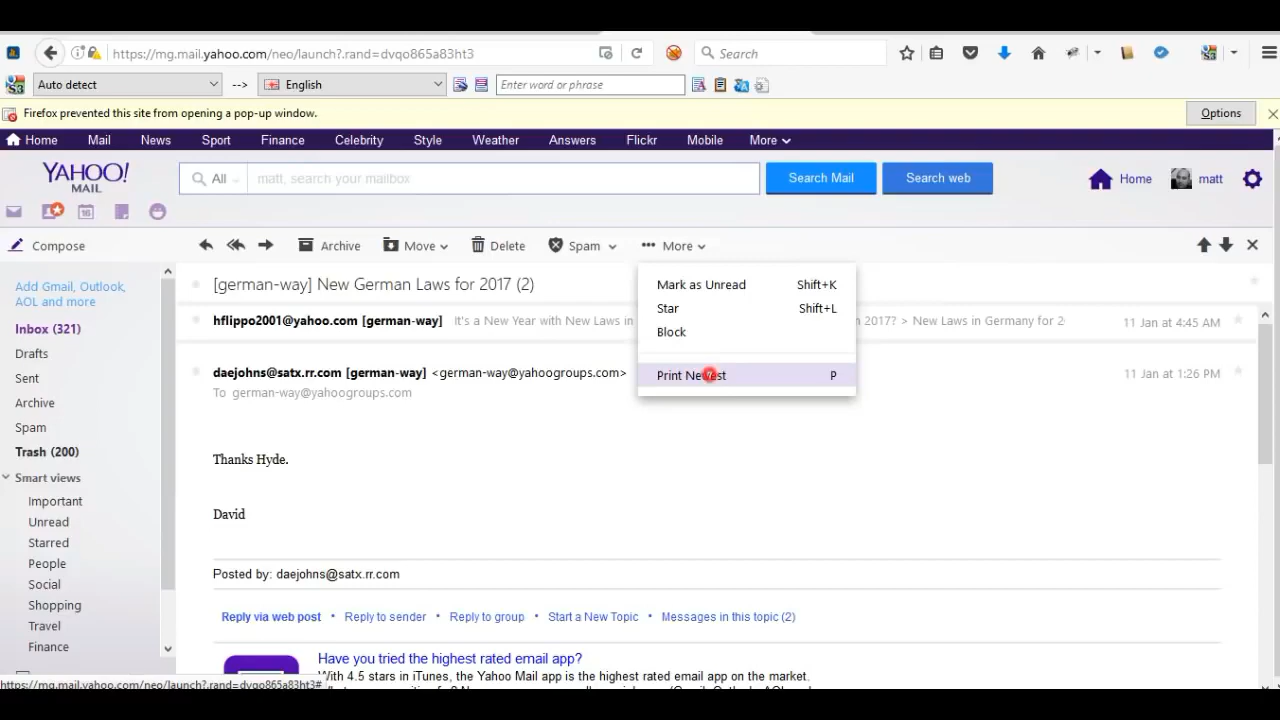 https://mg.mail.yahoo.com/neo/launch?.rand=dvqo865a83ht3
Search
Auto detect
-->
English
Enter word or phrase
Firefox prevented this site from opening a pop-up window.
Options
Home Mail News Sport Finance Celebrity Style Weather Answers Flickr Mobile More
YAHOO!
MAIL
All
matt, search your mailbox
Search Mail
Search web
Home
matt
Compose
Archive
Move
Delete
Spam
More
Add Gmail, Outlook,
AOL and more
Inbox (321)
Drafts
Sent
Archive
Spam
Trash (200)
Smart views
Important
Unread
Starred
People
Social
Shopping
Travel
Finance
[german-way] New German Laws for 2017 (2)
hflippo2001@yahoo.com [german-way] It's a New Year with New Laws in
2017? > New Laws in Germany for 2
11 Jan at 4:45 AM
Mark as Unread Shift+K
Star Shift+L
Block
Print Newest P
daejohns@satx.rr.com [german-way] <german-way@yahoogroups.com>
11 Jan at 1:26 PM
To german-way@yahoogroups.com
Thanks Hyde.
David
Posted by: daejohns@satx.rr.com
Reply via web post • Reply to sender • Reply to group • Start a New Topic • Messages in this topic (2)
Have you tried the highest rated email app?
With 4.5 stars in iTunes, the Yahoo Mail app is the highest rated email app on the market.
https://mg.mail.yahoo.com/neo/launch?.rand=dvqo865a83ht3#